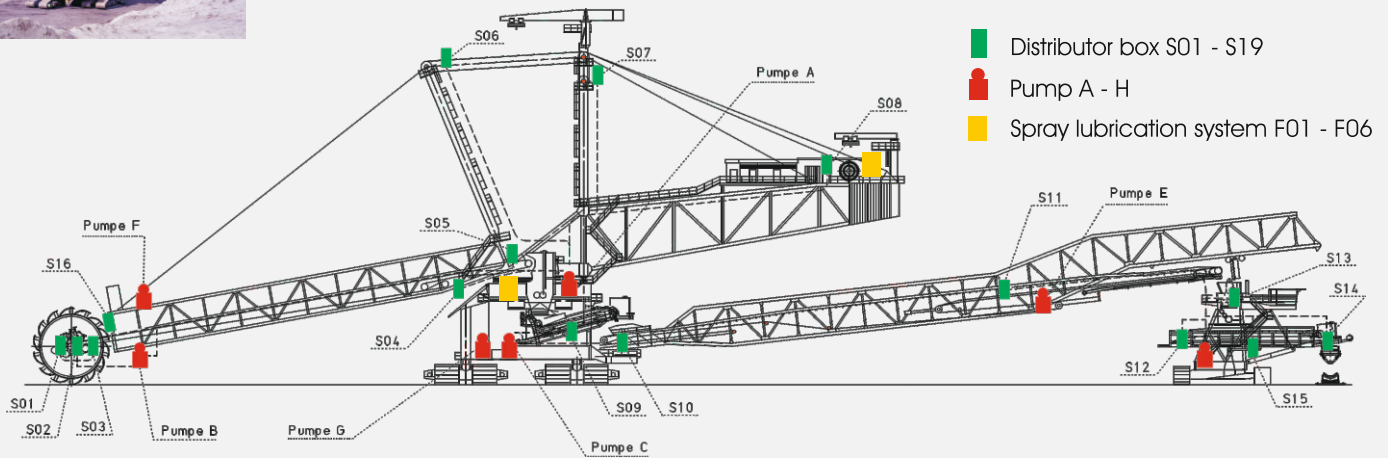 S06
S07
Pumpe A
S08
Distributor box S01 - S19
Pump A - H
Spray lubrication system F01 - F06
S11
Pumpe E
Pumpe F
S05
S16
S13
S14
S04
S12
S01
S02
S03
Pumpe B
Pumpe G
S09
S10
Pumpe C
S15